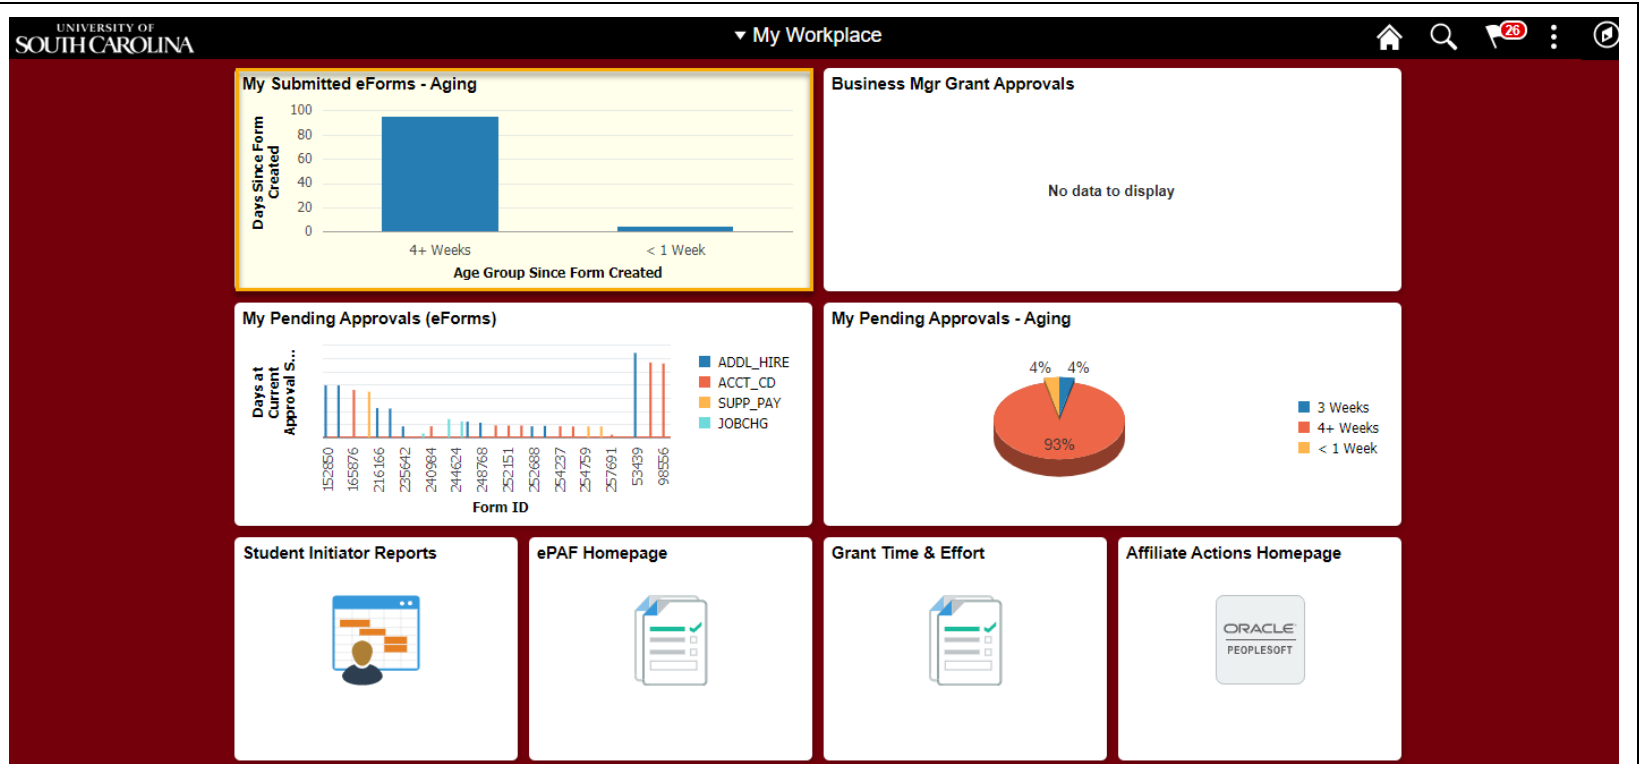 UNIVERSITY OF
SOUTH CAROLINA
My Workplace
26
My Submitted eForms - Aging
100
80
60
40
20
0
Days Since Form
Created
4+ Weeks
< 1 Week
Age Group Since Form Created
Business Mgr Grant Approvals
No data to display
My Pending Approvals (eForms)
Days at
Current
Approval S...
ADDL_HIRE
ACCT_CD
SUPP_PAY
JOBCHG
152850
165876
216166
235642
240984
244624
248768
252151
252688
254237
254759
257691
53439
98556
Form ID
My Pending Approvals - Aging
4%
4%
93%
3 Weeks
4+ Weeks
< 1 Week
Student Initiator Reports
ePAF Homepage
Grant Time & Effort
Affiliate Actions Homepage
ORACLE
PEOPLESOFT